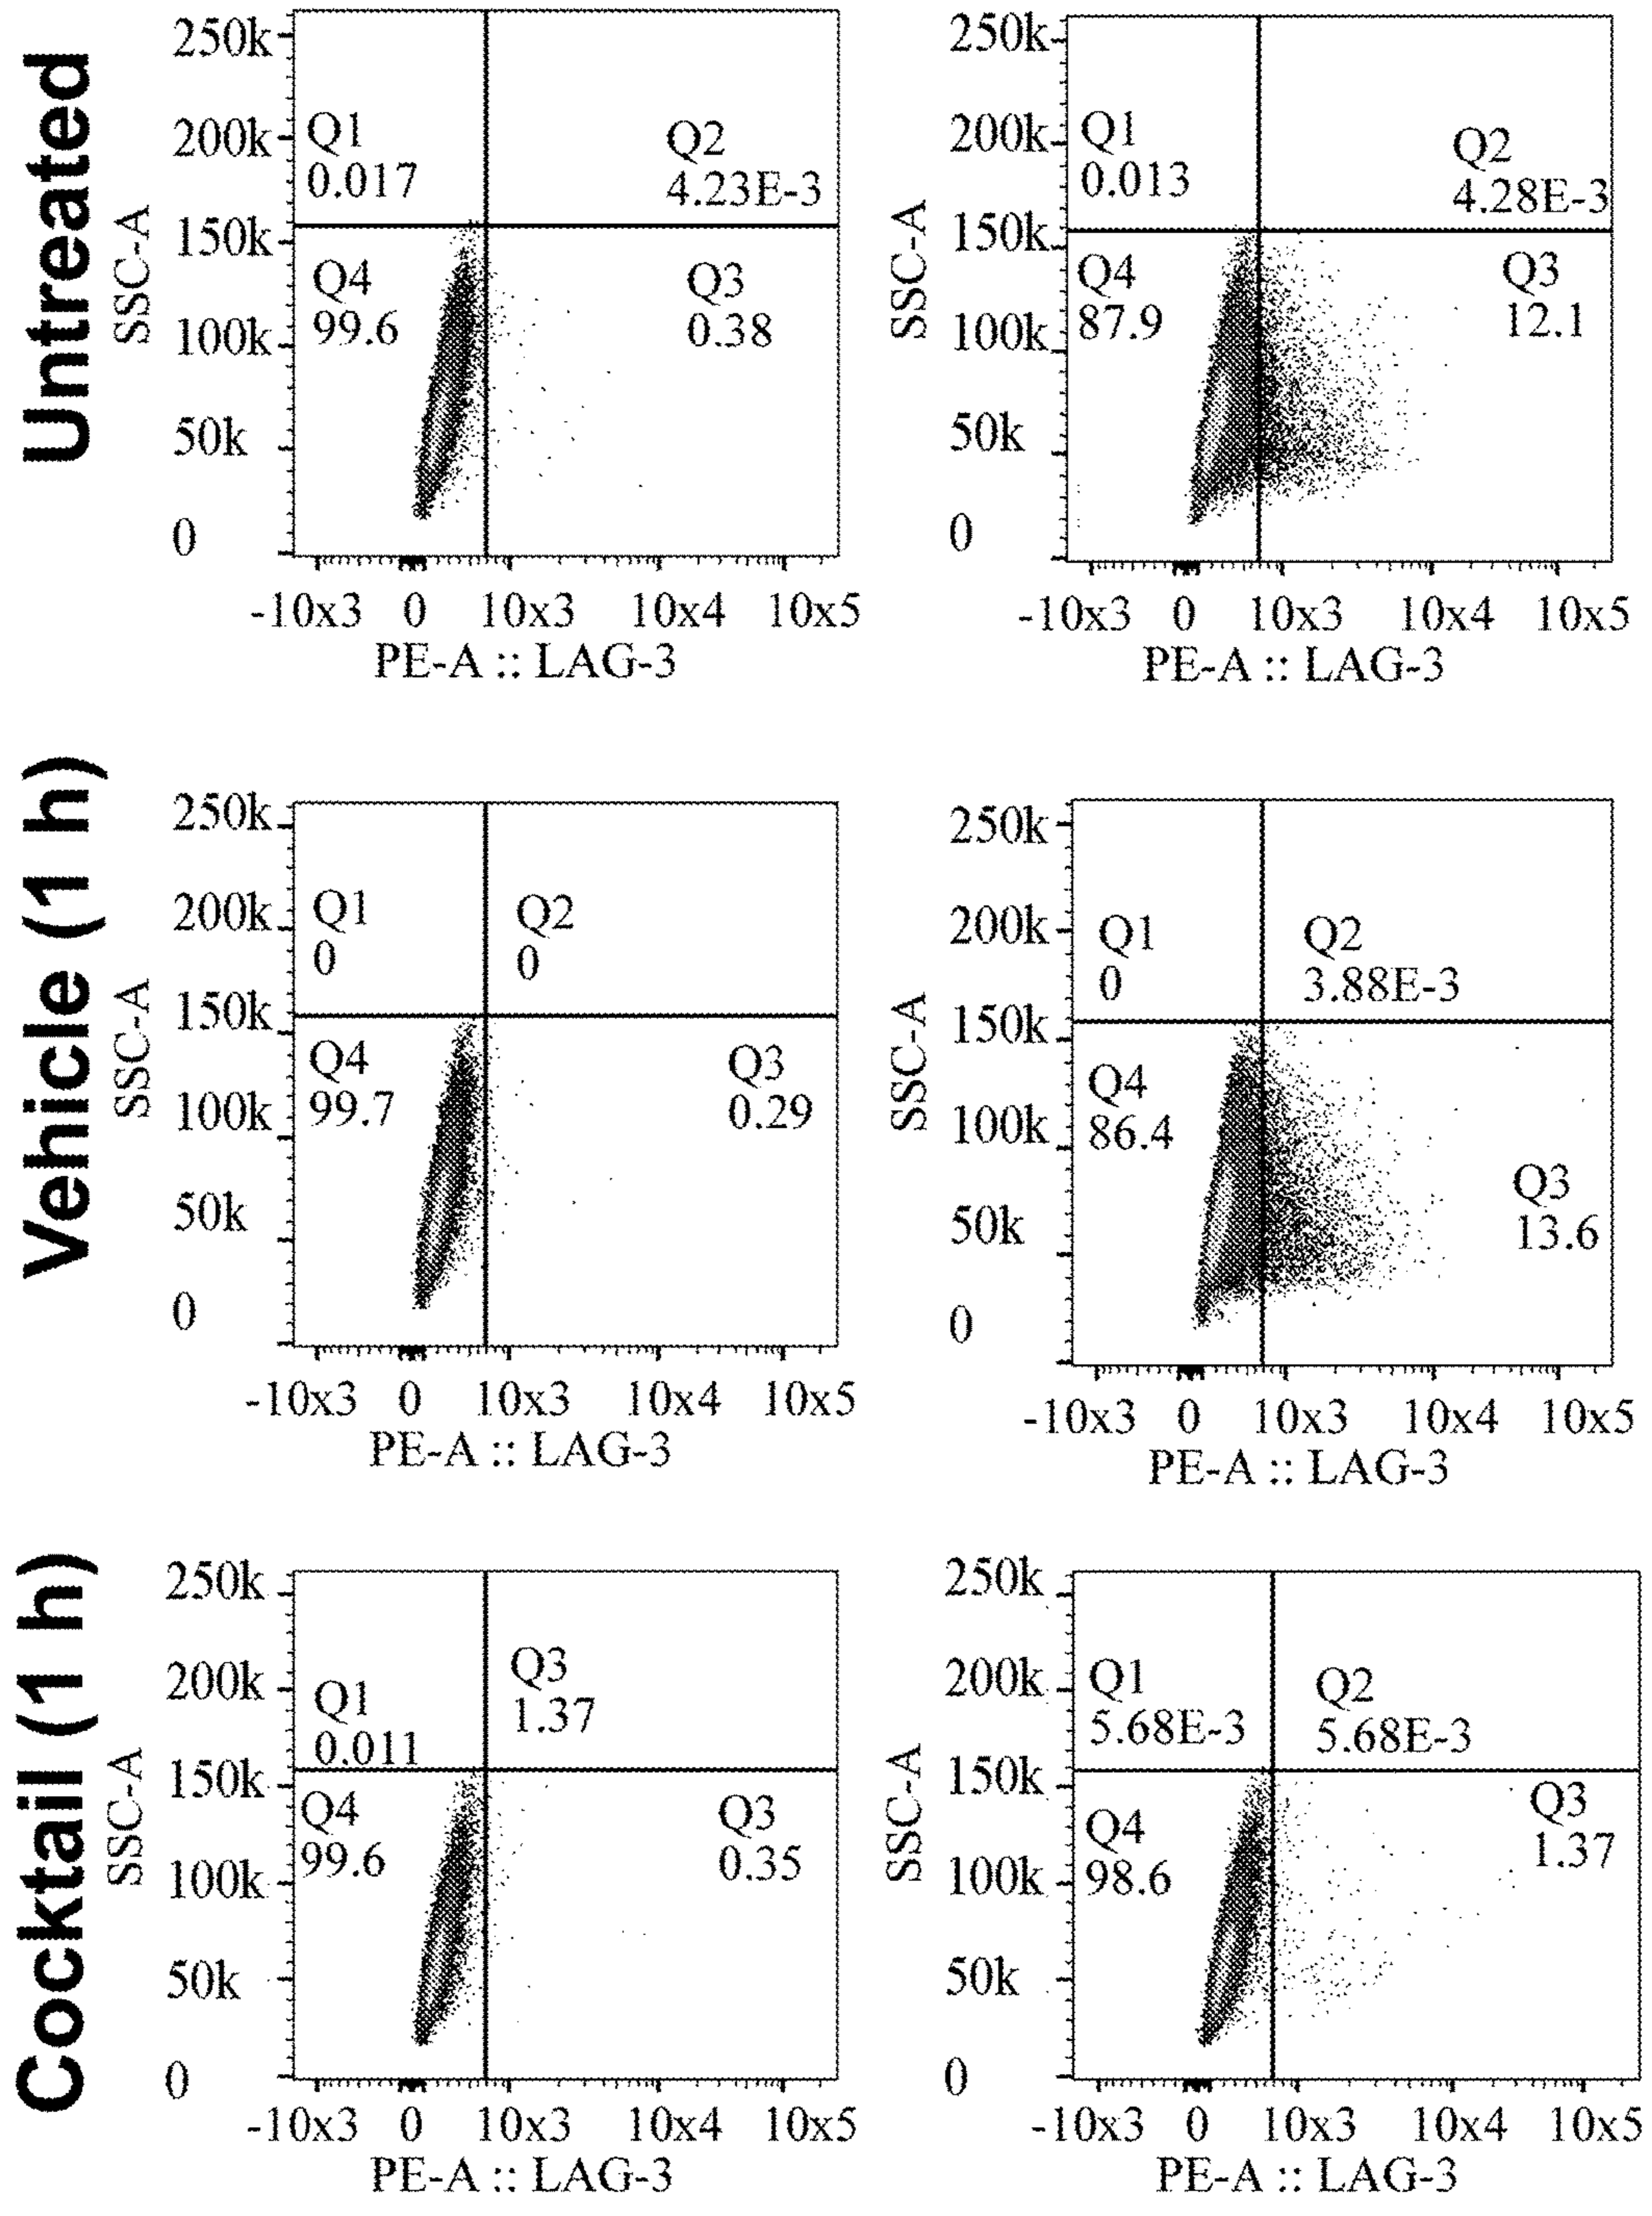 Untreated
SSC-A
250k
200k
150k
100k
50k
0
Q1
0.017
Q2
4.23E-3
Q4
99.6
Q3
0.38
-10x3 0 10x3 10x4 10x5
PE-A :: LAG-3
SSC-A
250k
200k
150k
100k
50k
0
Q1
0.013
Q2
4.28E-3
Q4
87.9
Q3
12.1
-10x3 0 10x3 10x4 10x5
PE-A :: LAG-3
Vehicle (1 h)
SSC-A
250k
200k
150k
100k
50k
0
Q1
0
Q2
0
Q4
99.7
Q3
0.29
-10x3 0 10x3 10x4 10x5
PE-A :: LAG-3
SSC-A
250k
200k
150k
100k
50k
0
Q1
0
Q2
3.88E-3
Q4
86.4
Q3
13.6
-10x3 0 10x3 10x4 10x5
PE-A :: LAG-3
Cocktail (1 h)
SSC-A
250k
200k
150k
100k
50k
0
Q1
0.011
Q3
1.37
Q4
99.6
Q3
0.35
-10x3 0 10x3 10x4 10x5
PE-A :: LAG-3
SSC-A
250k
200k
150k
100k
50k
0
Q1
5.68E-3
Q2
5.68E-3
Q4
98.6
Q3
1.37
-10x3 0 10x3 10x4 10x5
PE-A :: LAG-3